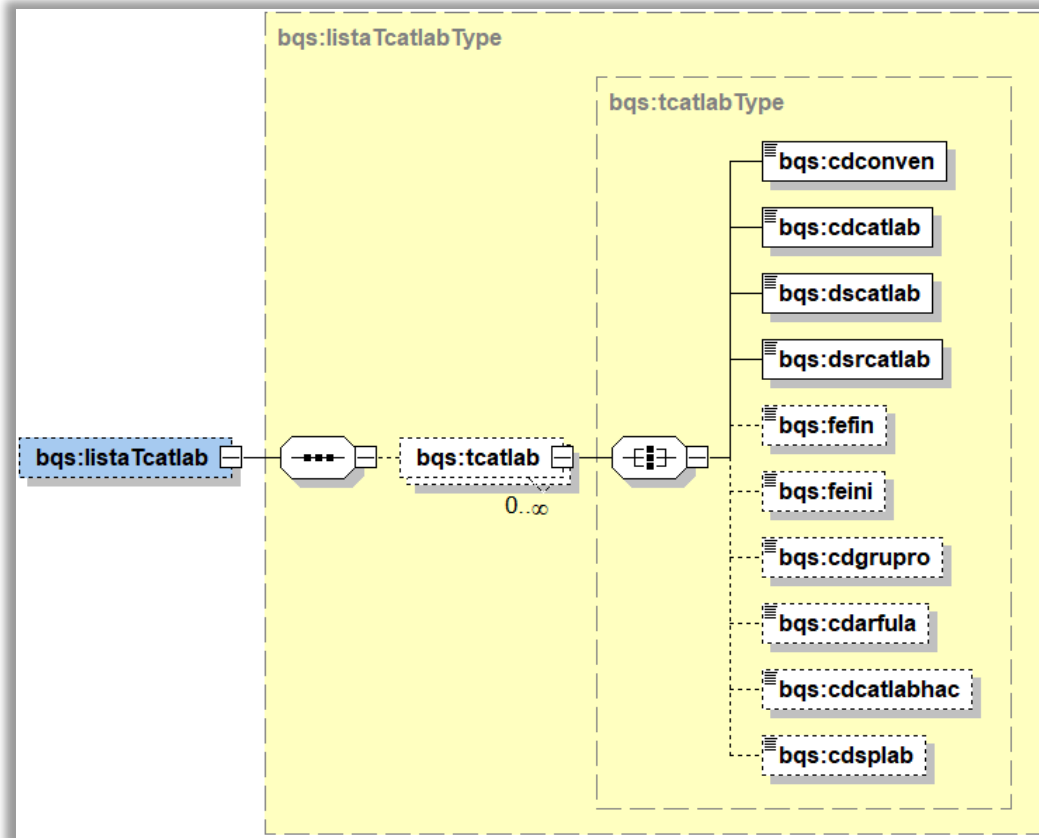 bqs:listaTcatlabType
bqs:tcatlabType
bqs:cdconven
bqs:cdcatlab
bqs:dscatlab
bqs:dsrcatlab
bqs:fefin
bqs:listaTcatlab
bqs:tcatlab
0..∞
bqs:feini
bqs:cdgrupro
bqs:cdarfula
bqs:cdcatlabhac
bqs:cdsplab